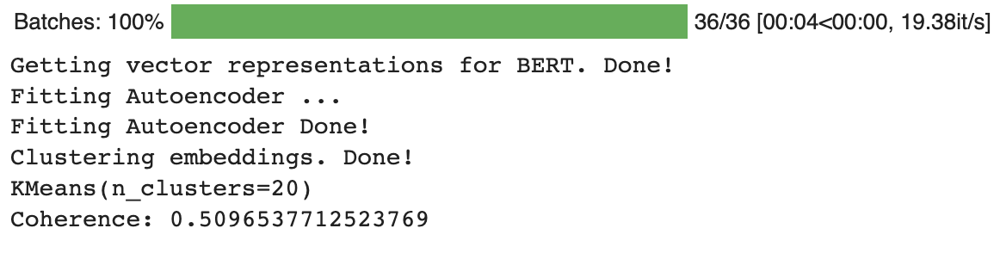 Batches: 100% 36/36 [00:04<00:00, 19.38it/s]
Getting vector representations for BERT. Done!
Fitting Autoencoder ...
Fitting Autoencoder Done!
Clustering embeddings. Done!
KMeans(n_clusters=20)
Coherence: 0.5096537712523769